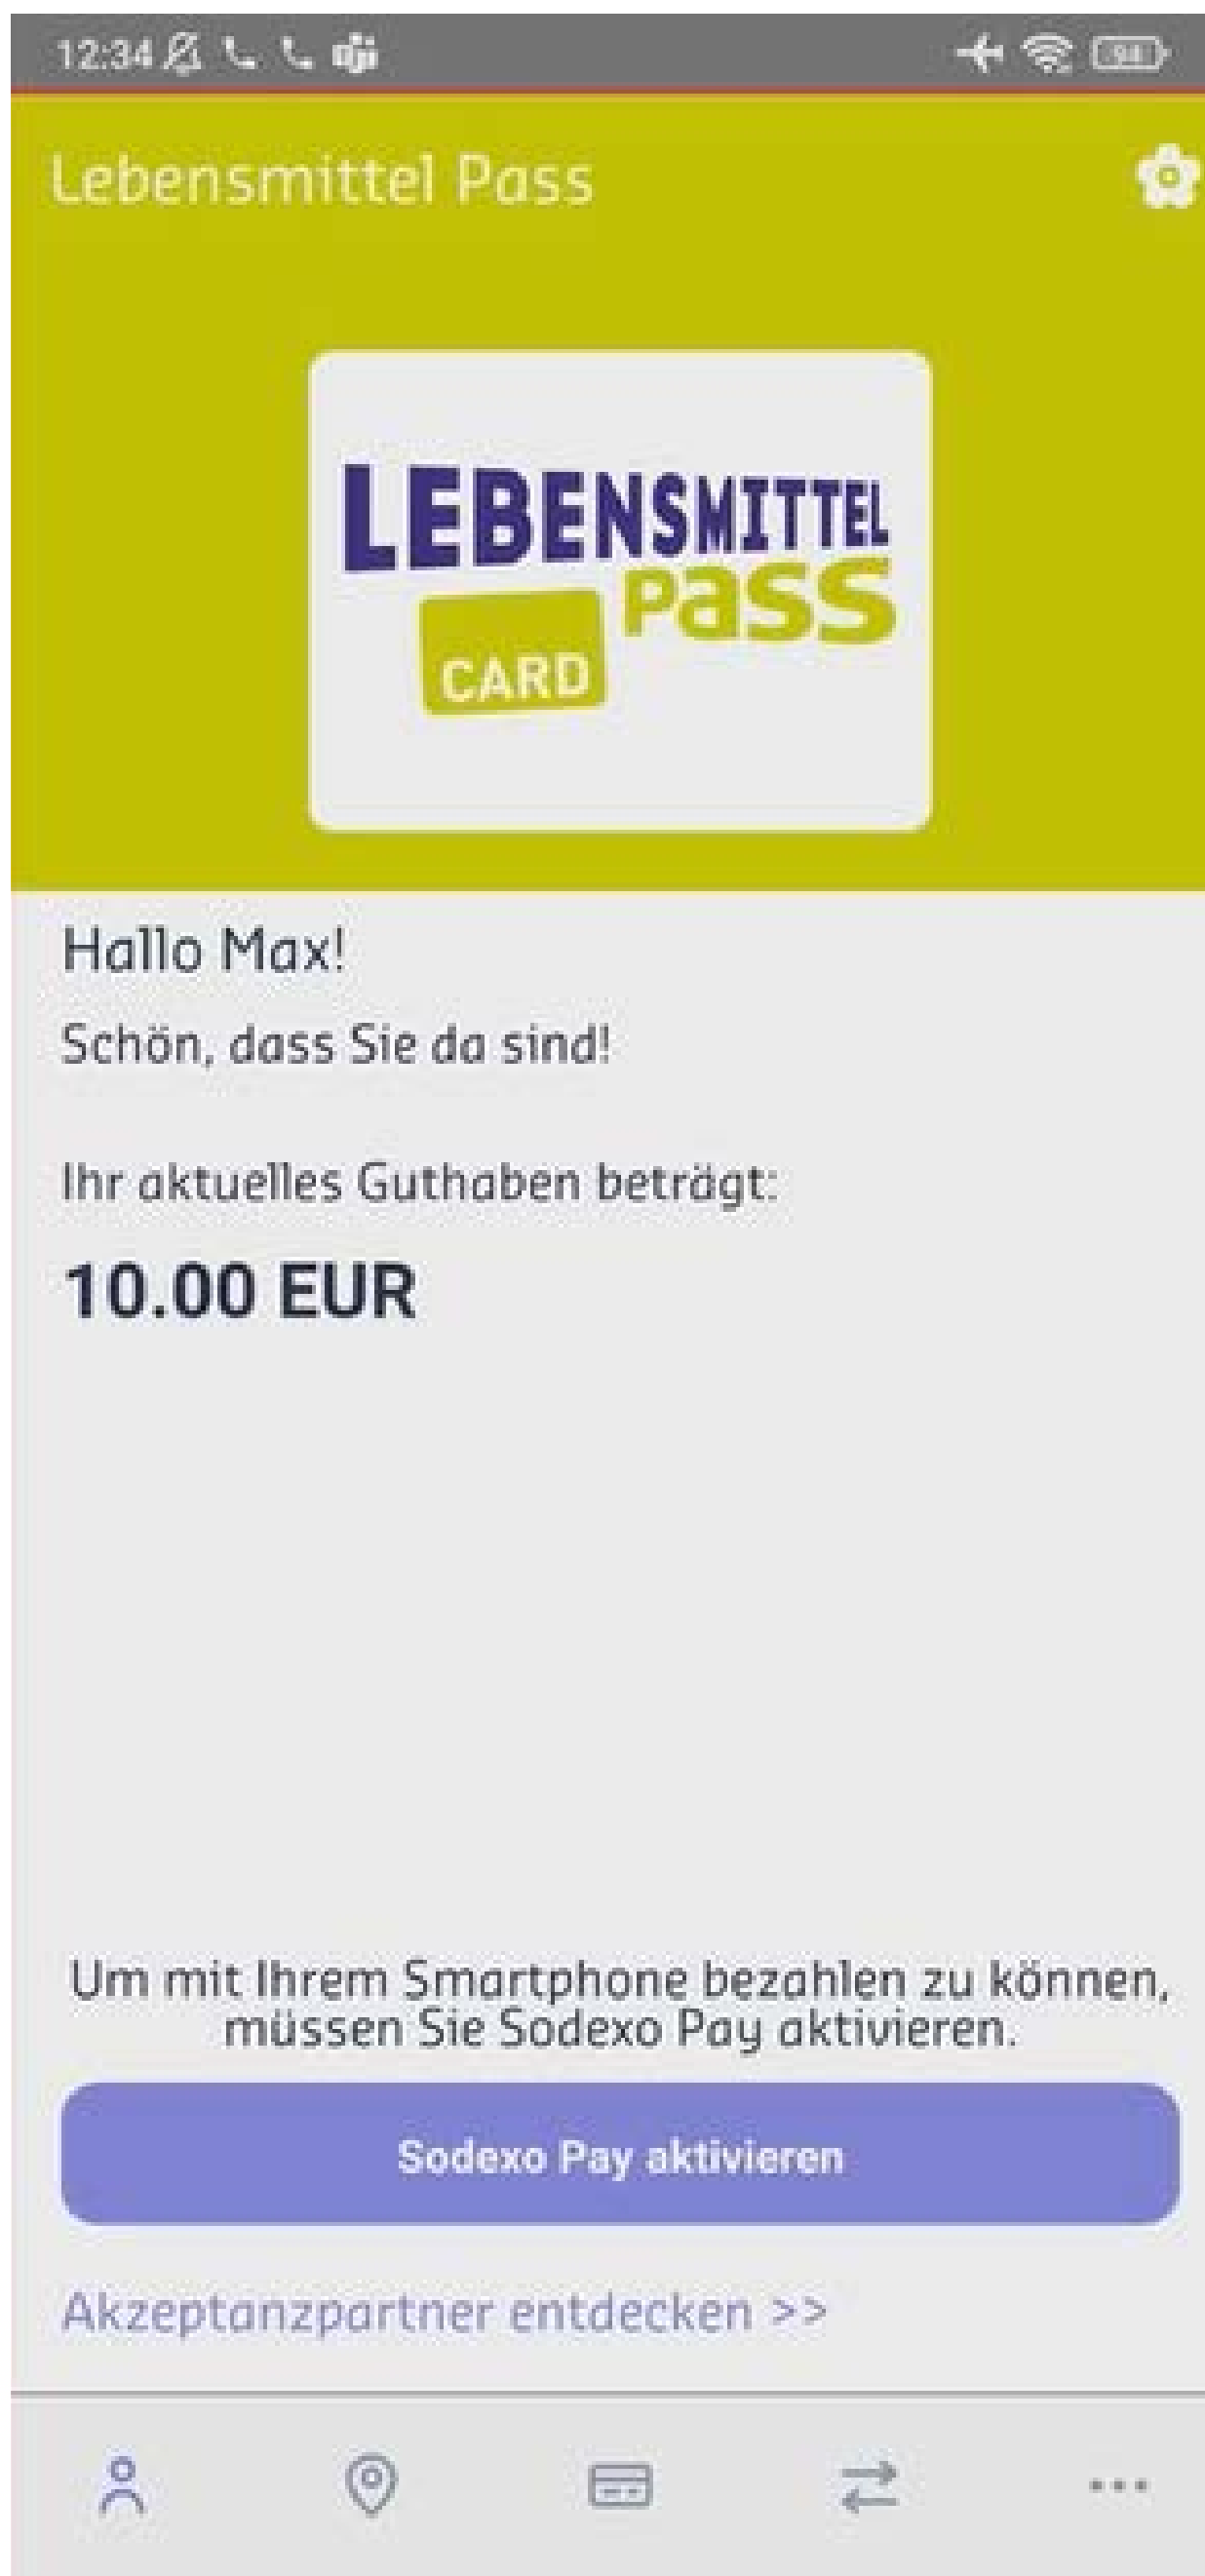 12:34
94
Lebensmittel Pass
LEBENSMITTEL
Pass
CARD
Hallo Max!
Schön, dass Sie da sind!
Ihr aktuelles Guthaben beträgt:
10.00 EUR
Um mit Ihrem Smartphone bezahlen zu können,
müssen Sie Sodexo Pay aktivieren.
Sodexo Pay aktivieren
Akzeptanzpartner entdecken >>